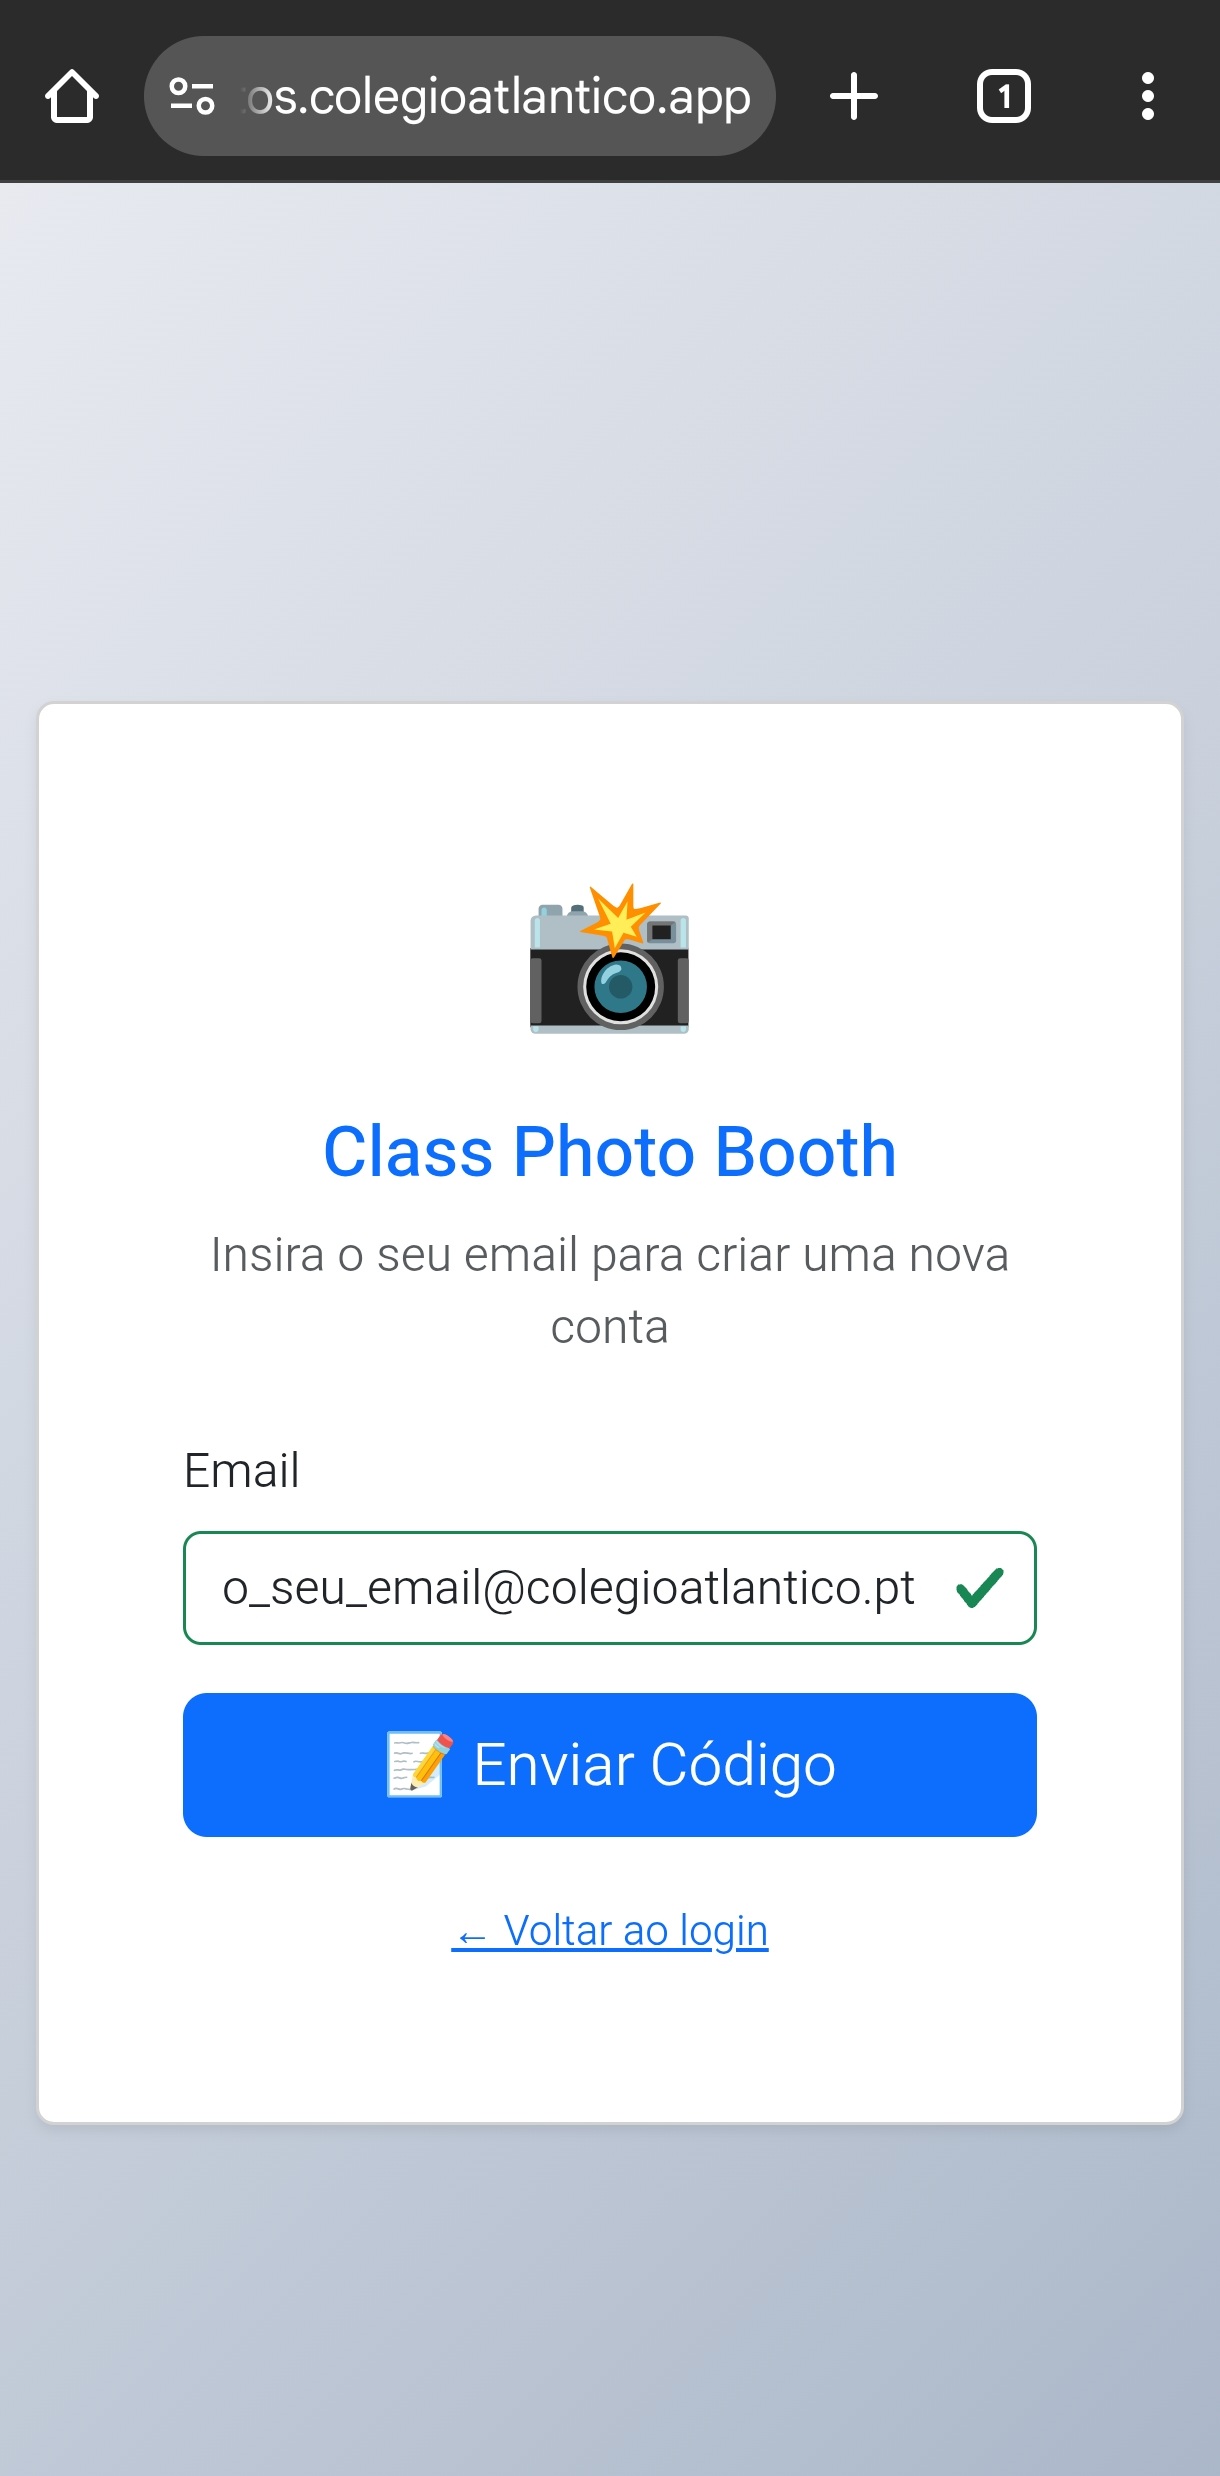 os.colegioatlantico.app
1
Class Photo Booth
Insira o seu email para criar uma nova
conta
Email
o_seu_email@colegioatlantico.pt
Enviar Código
← Voltar ao login